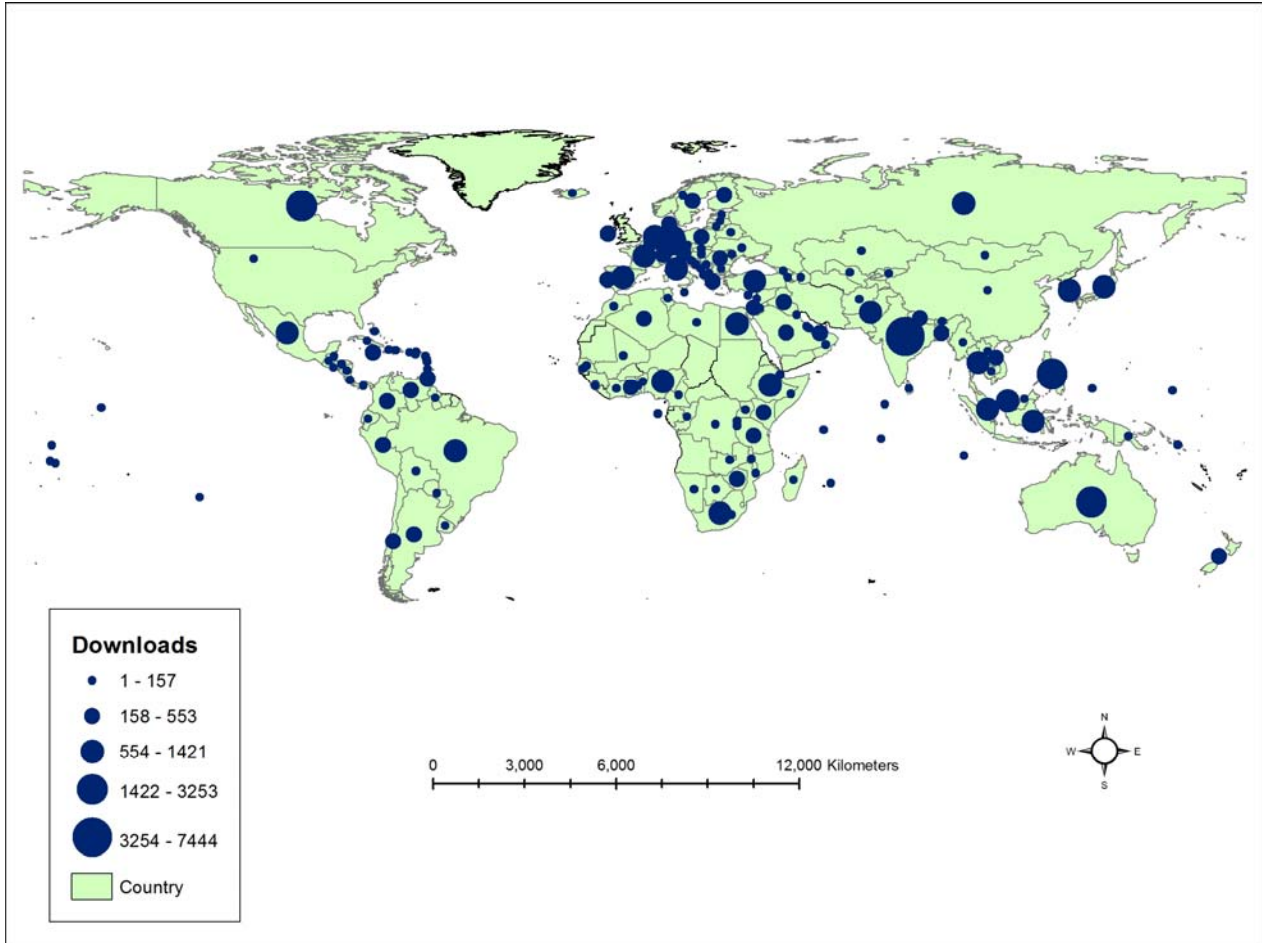 Downloads
1 - 157
158 - 553
554 - 1421
1422 - 3253
3254 - 7444
Country
0 3,000 6,000 12,000 Kilometers
N
W E
S